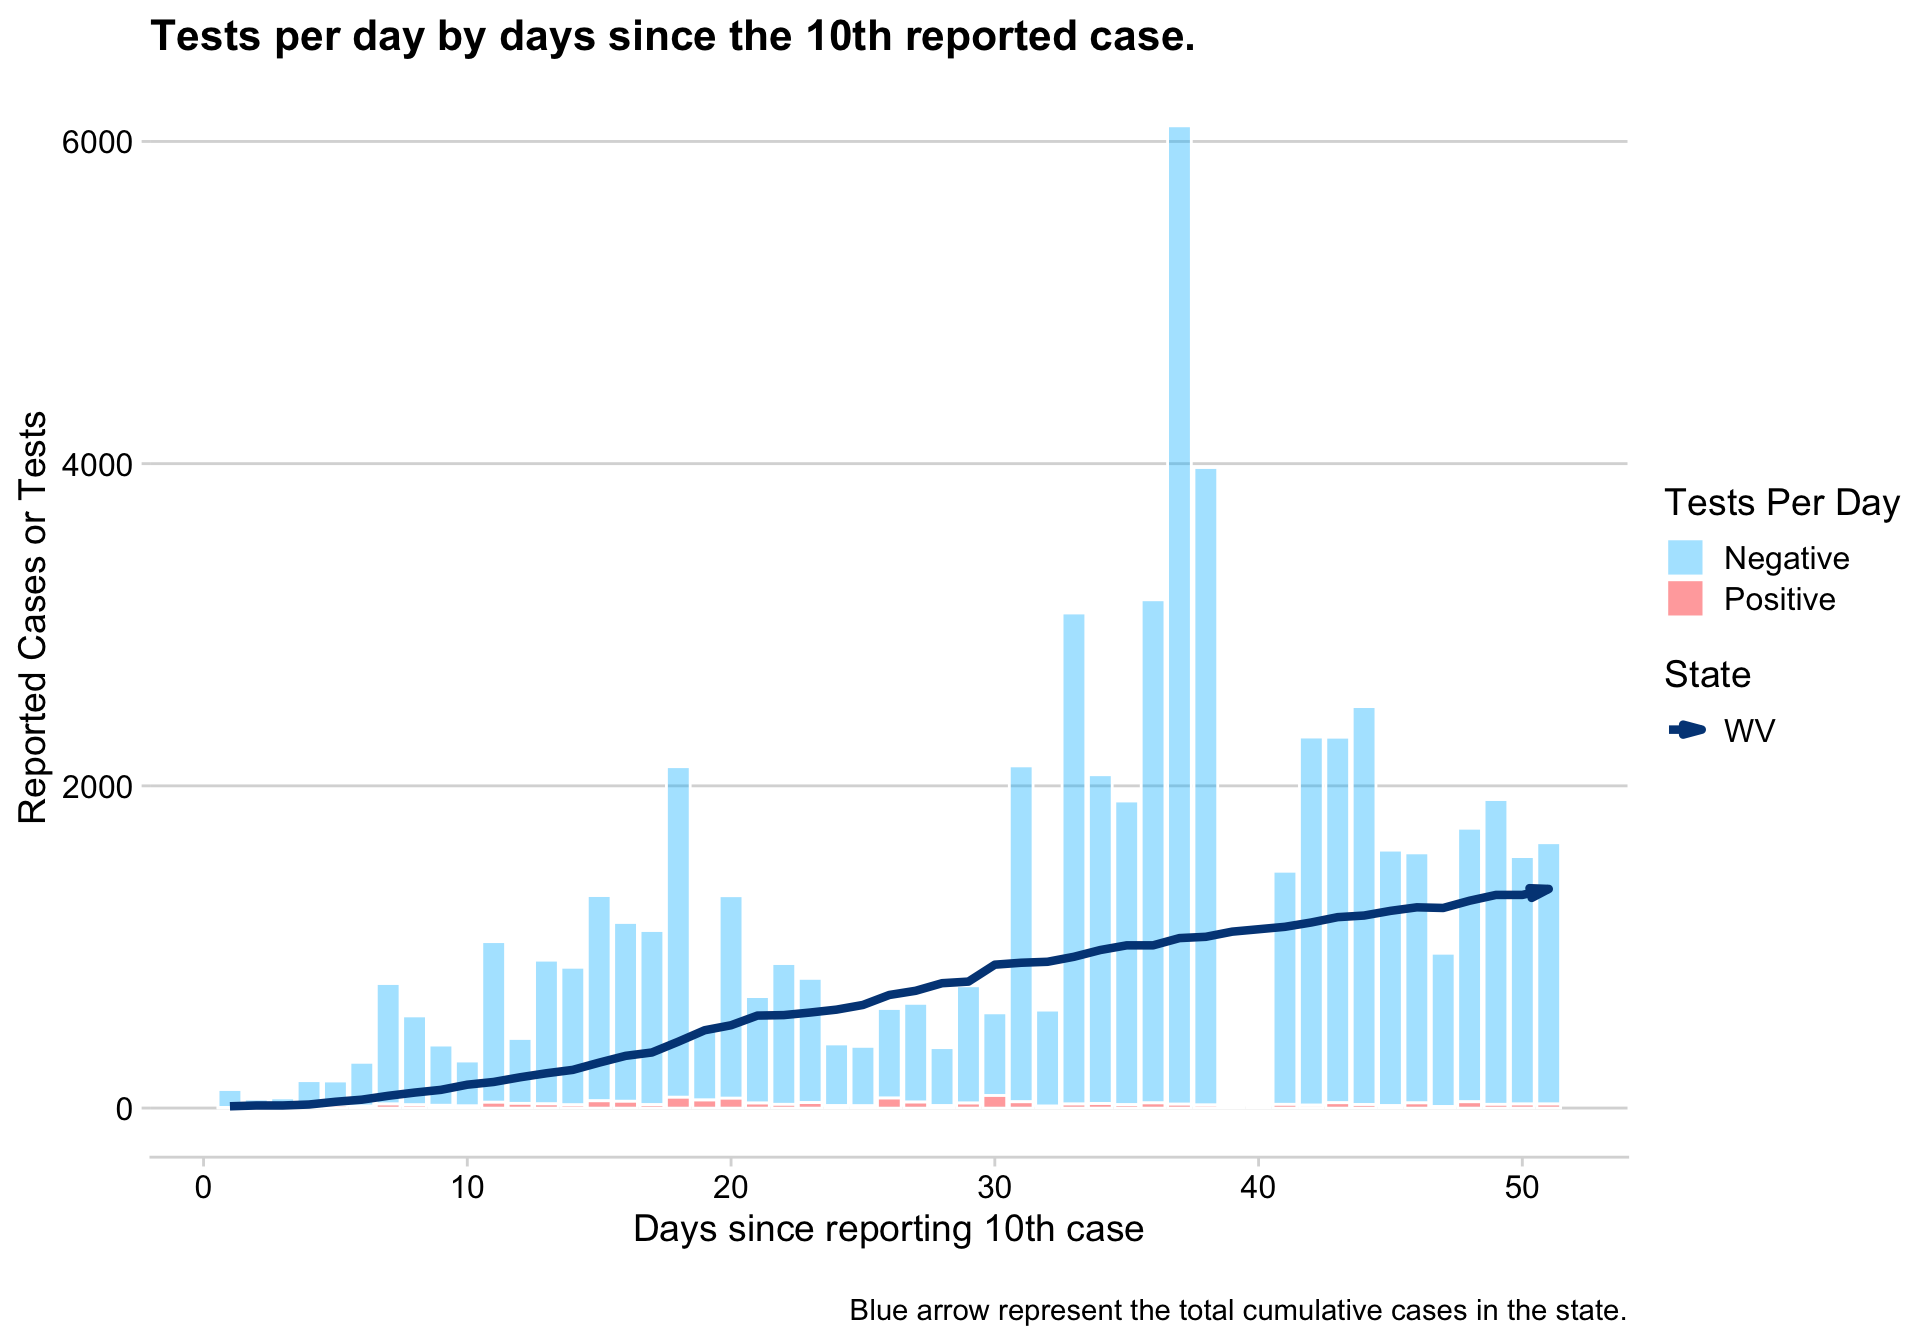 Tests per day by days since the 10th reported case.
Reported Cases or Tests
6000
4000
2000
0
0 10 20 30 40 50
Days since reporting 10th case
Tests Per Day
Negative
Positive
State
WV
Blue arrow represent the total cumulative cases in the state.